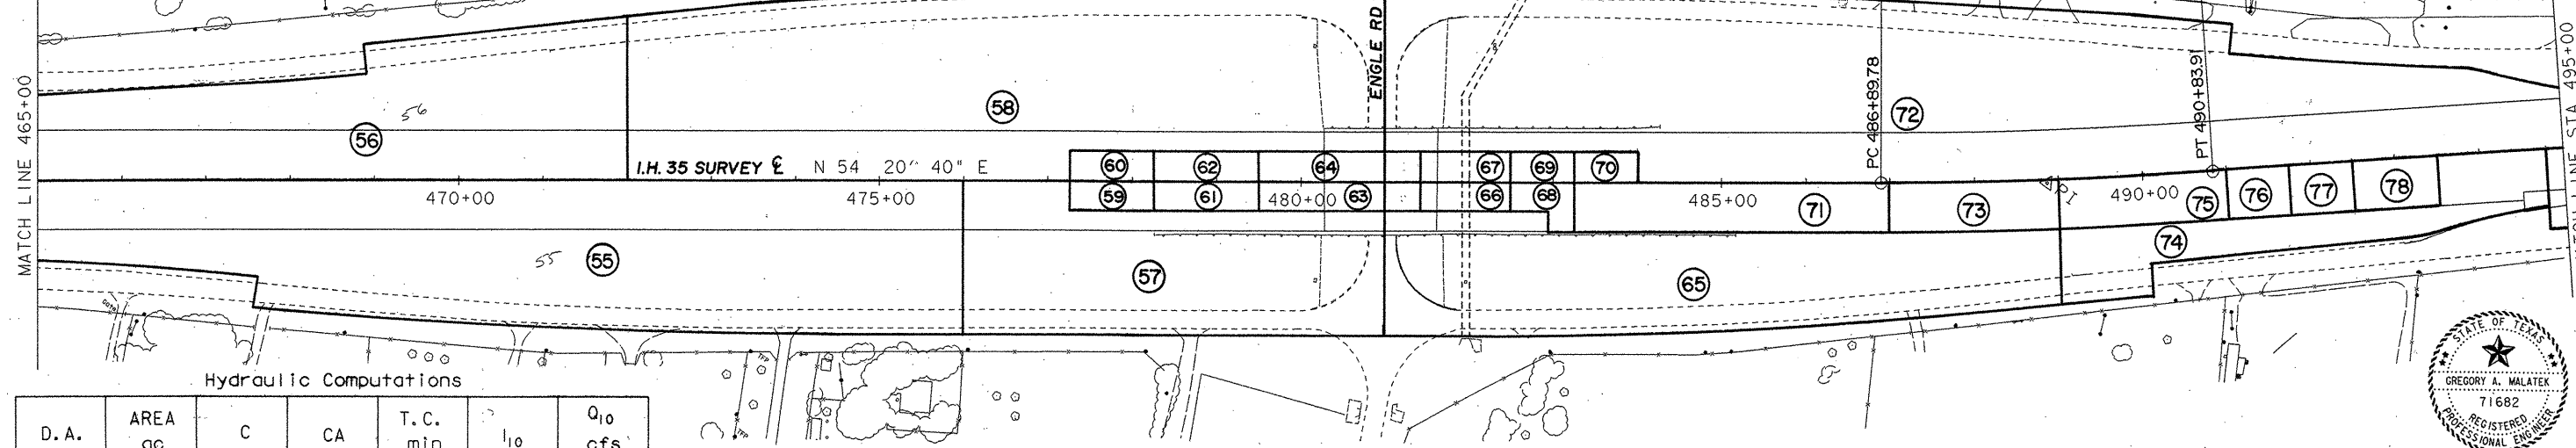 MATCH LINE 465+00
56
56
58
I.H. 35 SURVEY ℄ N 54 20' 40" E
ENGLE RD
60
62
64
67
69
70
59
61
63
66
68
470+00
475+00
480+00
485+00
490+00
PC 486+89.78
72
PT 490+83.91
PI
71
73
75
76
77
78
74
55
55
57
65
STA 495+00
Hydraulic Computations
D.A.
AREA
ac
C
CA
T.C.
min
I10
Q10
cfs
STATE OF TEXAS
GREGORY A. MALATEK
71682
REGISTERED
PROFESSIONAL ENGINEER